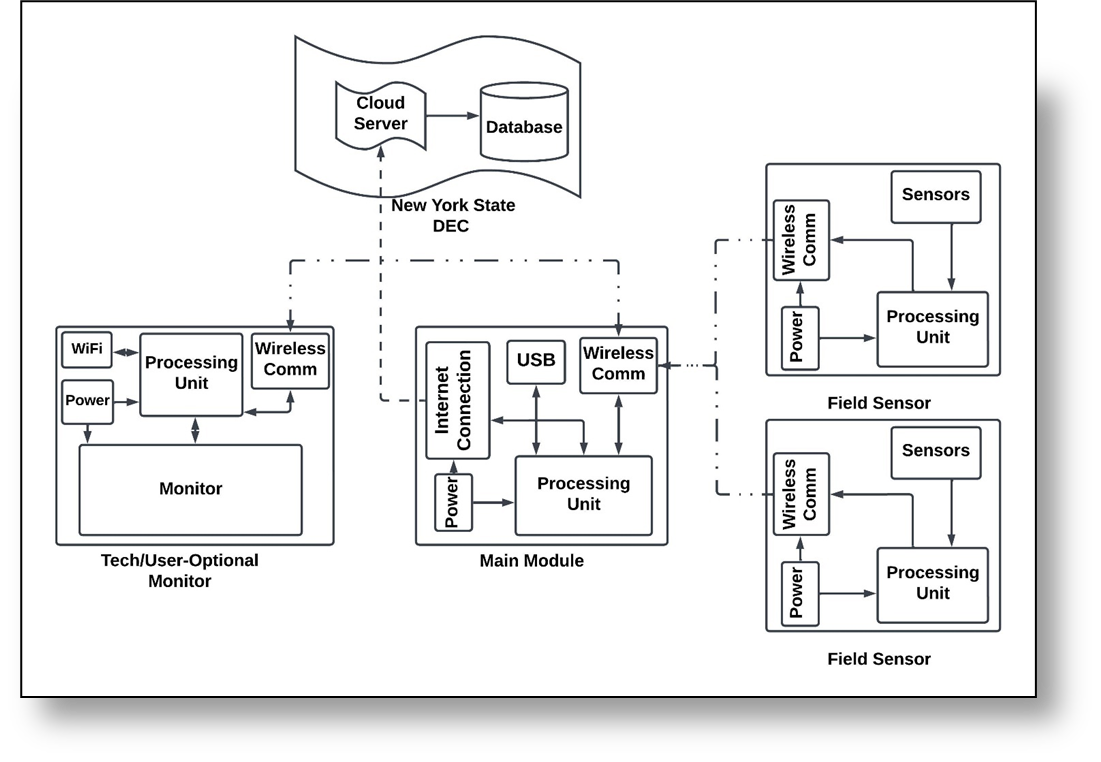 Cloud
Server
Database
New York State
DEC
WiFi
Power
Processing
Unit
Wireless
Comm
Monitor
Tech/User-Optional
Monitor
Internet
Connection
USB
Wireless
Comm
Power
Processing
Unit
Main Module
Wireless
Comm
Sensors
Power
Processing
Unit
Field Sensor
Wireless
Comm
Sensors
Power
Processing
Unit
Field Sensor